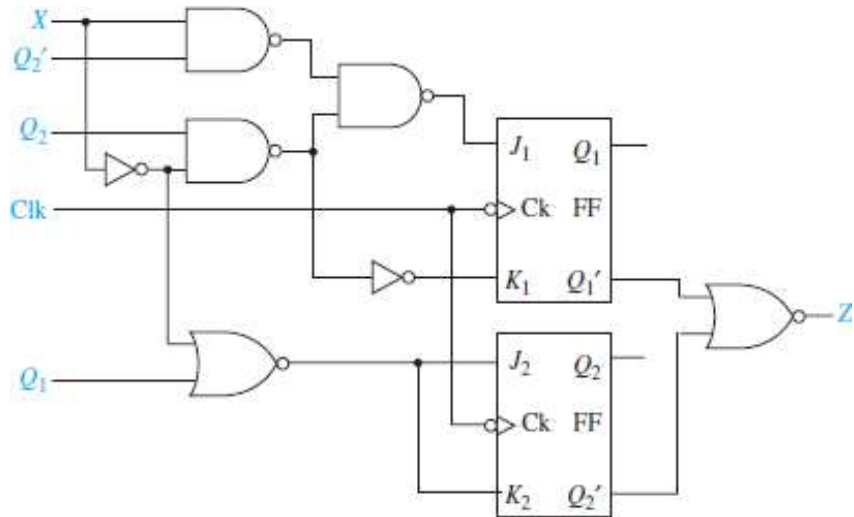 X
Q₂′
Q₂
Clk
Q₁
J₁ Q₁
Ck FF
K₁ Q₁′
Z
J₂ Q₂
Ck FF
K₂ Q₂′